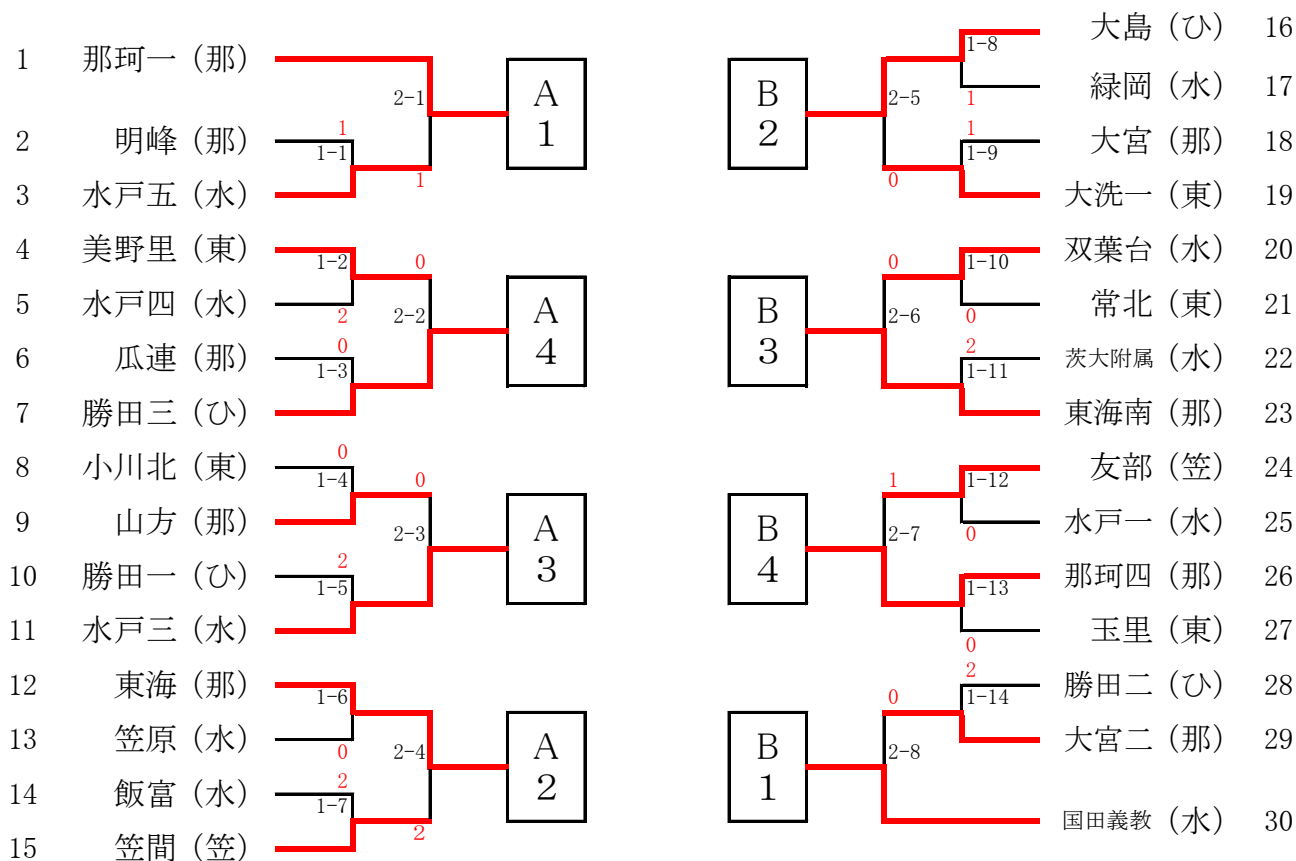 1 那珂一（那）
2-1
A
1
2 明峰（那）
1
1-1
3 水戸五（水）
1
4 美野里（東）
1-2
0
5 水戸四（水）
2
2-2
A
4
6 瓜連（那）
0
1-3
7 勝田三（ひ）
8 小川北（東）
0
1-4
0
9 山方（那）
2-3
A
3
10 勝田一（ひ）
2
1-5
11 水戸三（水）
12 東海（那）
1-6
13 笠原（水）
0
2-4
A
2
14 飯富（水）
2
1-7
2
15 笠間（笠）
大島（ひ） 16
1-8
緑岡（水） 17
1
B
2
2-5
大宮（那） 18
1
1-9
0
大洗一（東） 19
双葉台（水） 20
0
1-10
常北（東） 21
0
B
3
2-6
茨大附属（水） 22
2
1-11
東海南（那） 23
友部（笠） 24
1
1-12
水戸一（水） 25
0
B
4
2-7
那珂四（那） 26
1-13
玉里（東） 27
0
勝田二（ひ） 28
2
1-14
0
大宮二（那） 29
B
1
2-8
国田義教（水） 30